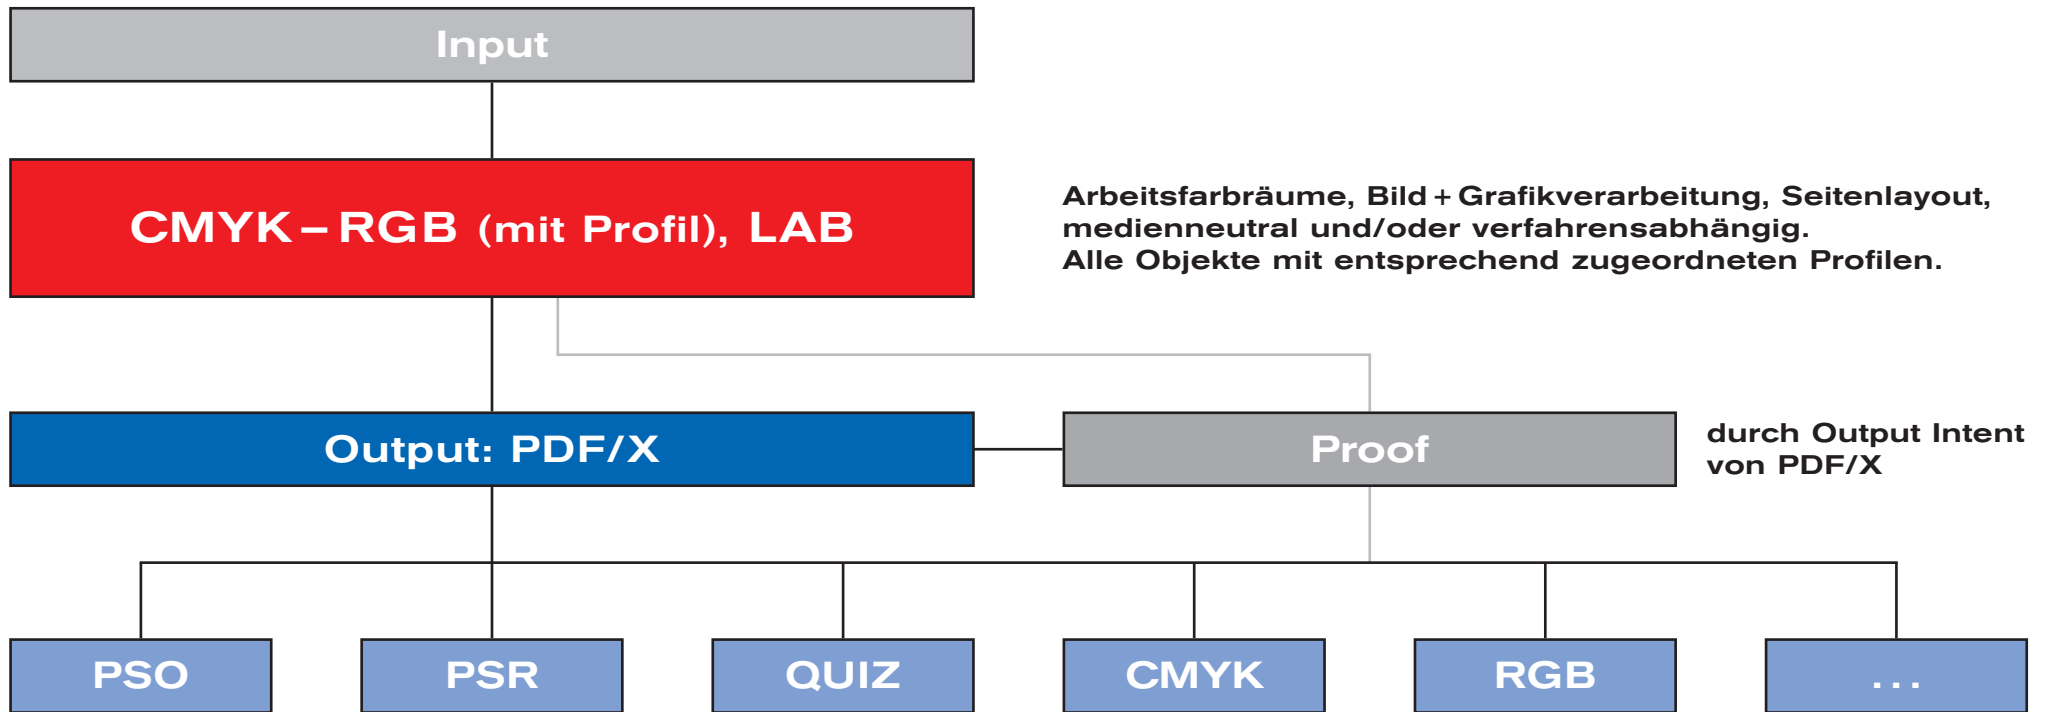 Input
CMYK – RGB (mit Profil), LAB
Arbeitsfarbräume, Bild + Grafikverarbeitung, Seitenlayout,
medienneutral und/oder verfahrensabhängig.
Alle Objekte mit entsprechend zugeordneten Profilen.
Output: PDF/X
Proof
durch Output Intent
von PDF/X
PSO
PSR
QUIZ
CMYK
RGB
...